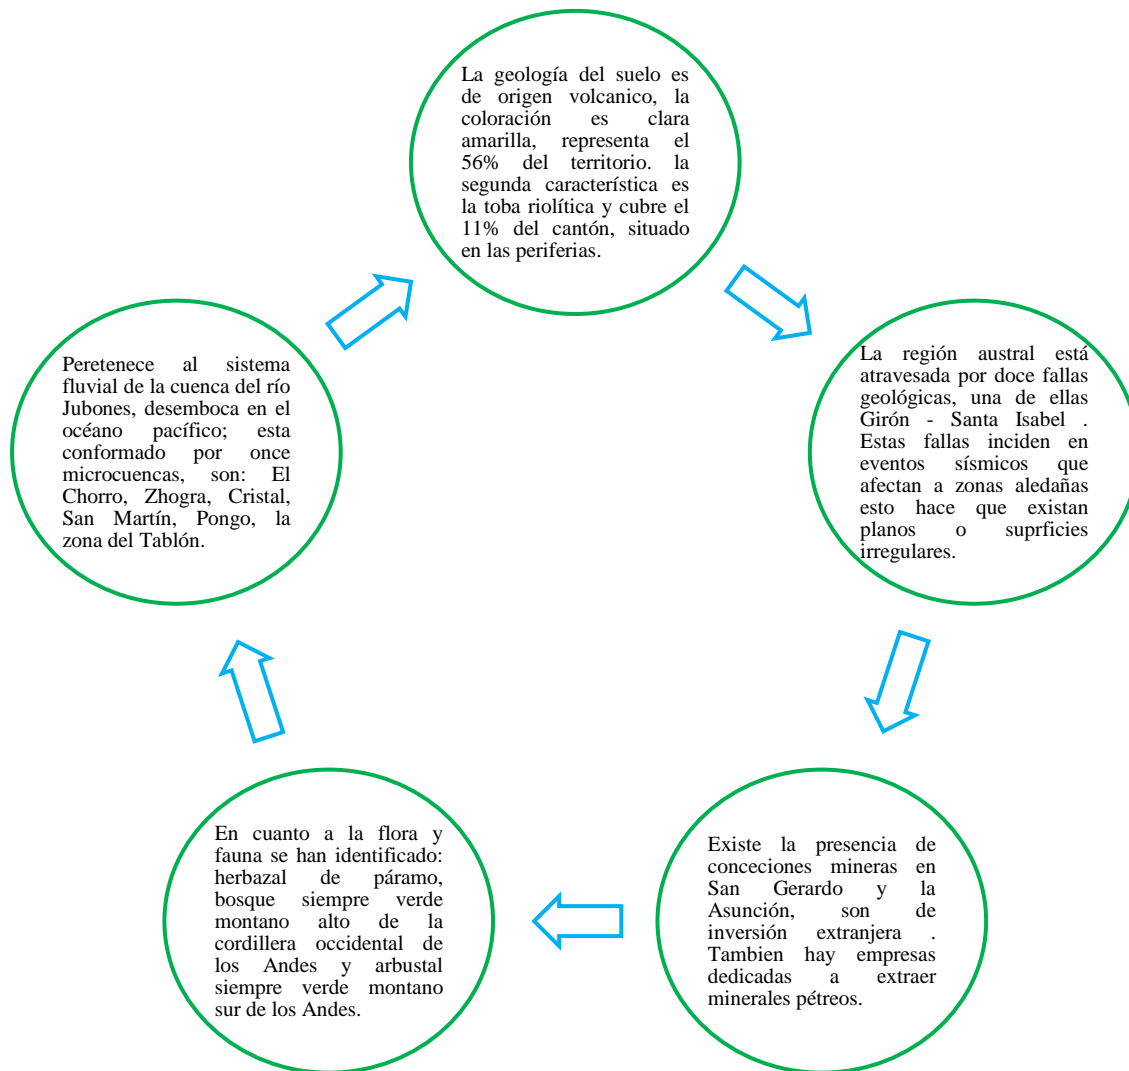 La geología del suelo es
de origen volcanico, la
coloración es clara
amarilla, representa el
56% del territorio. la
segunda característica es
la toba riolítica y cubre el
11% del cantón, situado
en las periferias.
La región austral está
atravesada por doce fallas
geológicas, una de ellas
Girón - Santa Isabel .
Estas fallas inciden en
eventos sísmicos que
afectan a zonas aledañas
esto hace que existan
planos o suprficies
irregulares.
Existe la presencia de
conceciones mineras en
San Gerardo y la
Asunción, son de
inversión extranjera .
Tambien hay empresas
dedicadas a extraer
minerales pétreos.
En cuanto a la flora y
fauna se han identificado:
herbazal de páramo,
bosque siempre verde
montano alto de la
cordillera occidental de
los Andes y arbustal
siempre verde montano
sur de los Andes.
Peretenece al sistema
fluvial de la cuenca del río
Jubones, desemboca en el
océano pacífico; esta
conformado por once
microcuencas, son: El
Chorro, Zhogra, Cristal,
San Martín, Pongo, la
zona del Tablón.